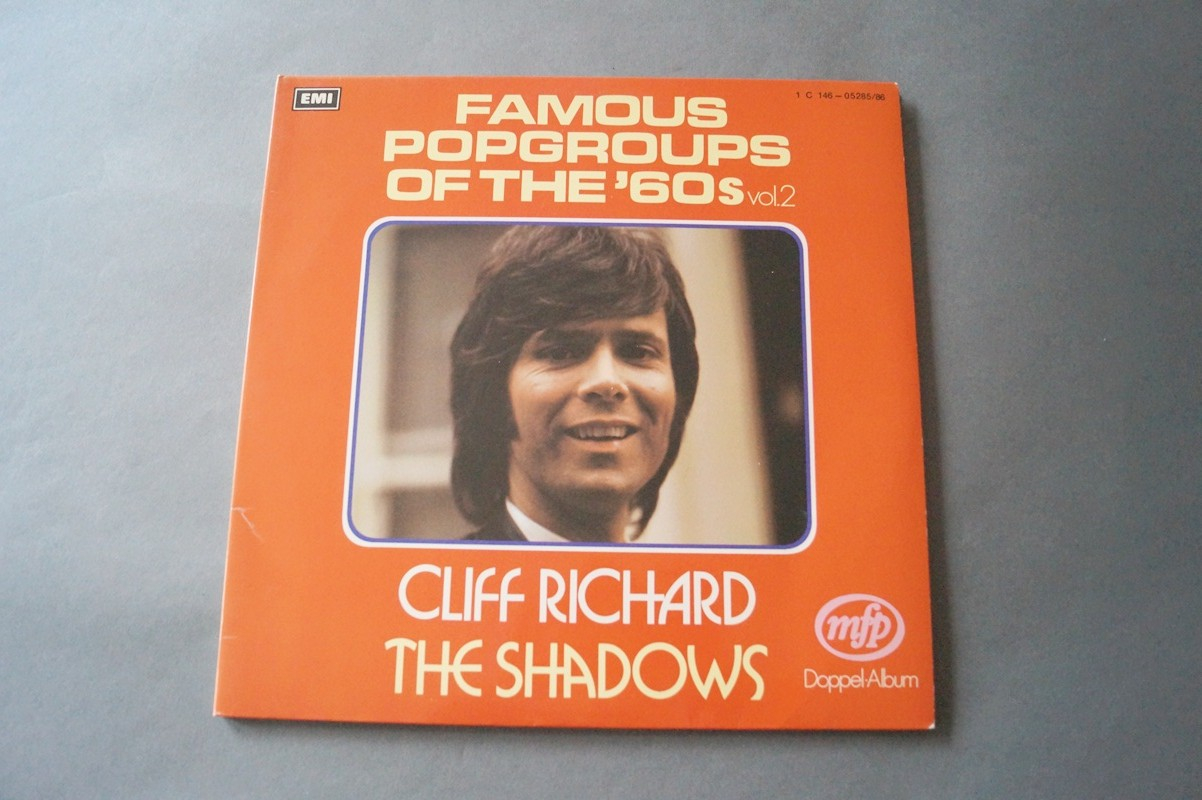 EMI
1 C 146-05285/86
FAMOUS
POPGROUPS
OF THE '60s vol.2
CLIFF RICHARD
THE SHADOWS
mfp
Doppel-Album